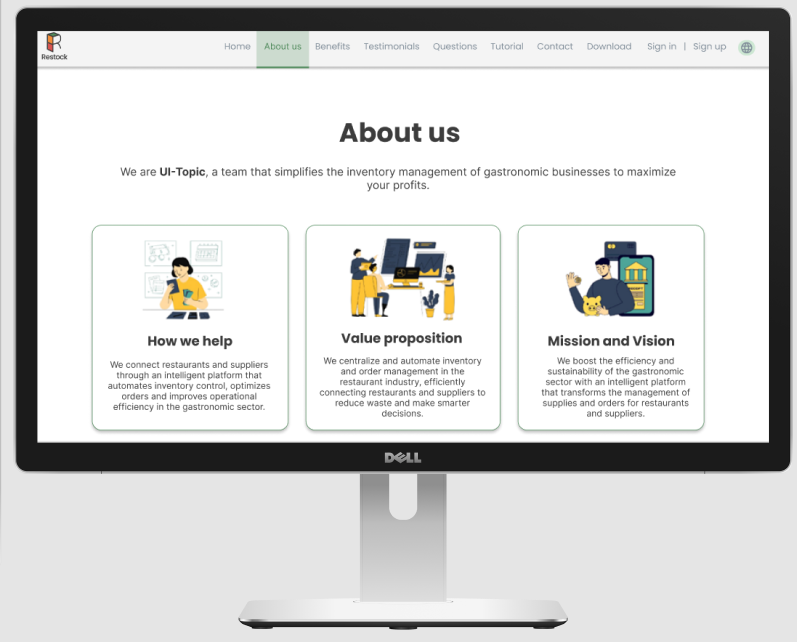 Restock
Home About us Benefits Testimonials Questions Tutorial Contact Download Sign in | Sign up
About us
We are UI-Topic, a team that simplifies the inventory management of gastronomic businesses to maximize
your profits.
How we help
We connect restaurants and suppliers
through an intelligent platform that
automates inventory control, optimizes
orders and improves operational
efficiency in the gastronomic sector.
Value proposition
We centralize and automate inventory
and order management in the
restaurant industry, efficiently
connecting restaurants and suppliers to
reduce waste and make smarter
decisions.
Mission and Vision
We boost the efficiency and
sustainability of the gastronomic
sector with an intelligent platform
that transforms the management of
supplies and orders for restaurants
and suppliers.
DELL